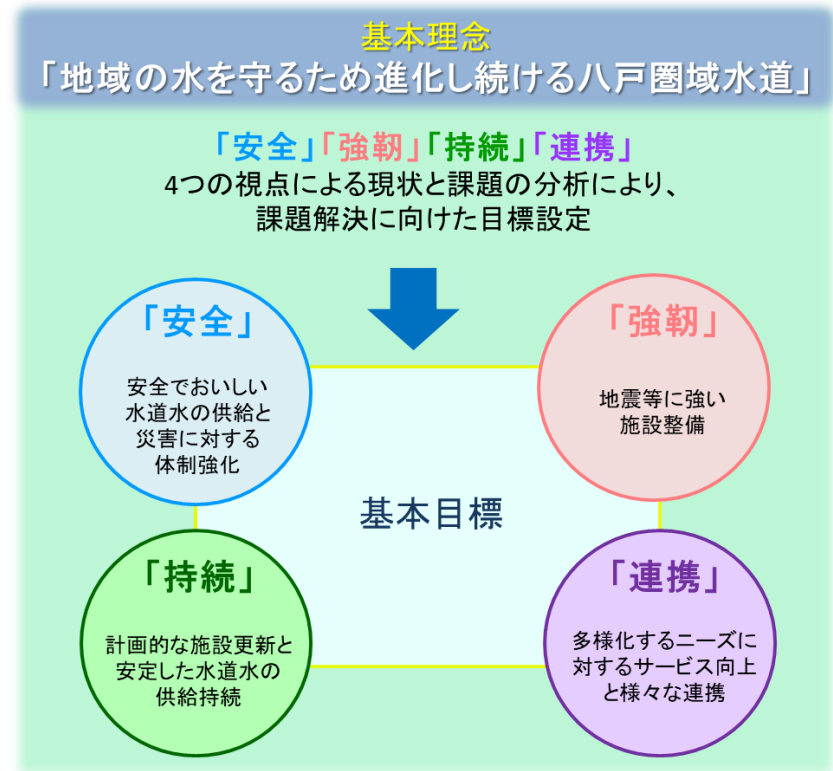 基本理念
「地域の水を守るため進化し続ける八戸圏域水道」
「安全」「強靭」「持続」「連携」
4つの視点による現状と課題の分析により、
課題解決に向けた目標設定
「安全」
安全でおいしい
水道水の供給と
災害に対する
体制強化
「強靭」
地震等に強い
施設整備
基本目標
「持続」
計画的な施設更新と
安定した水道水の
供給持続
「連携」
多様化するニーズに
対するサービス向上
と様々な連携